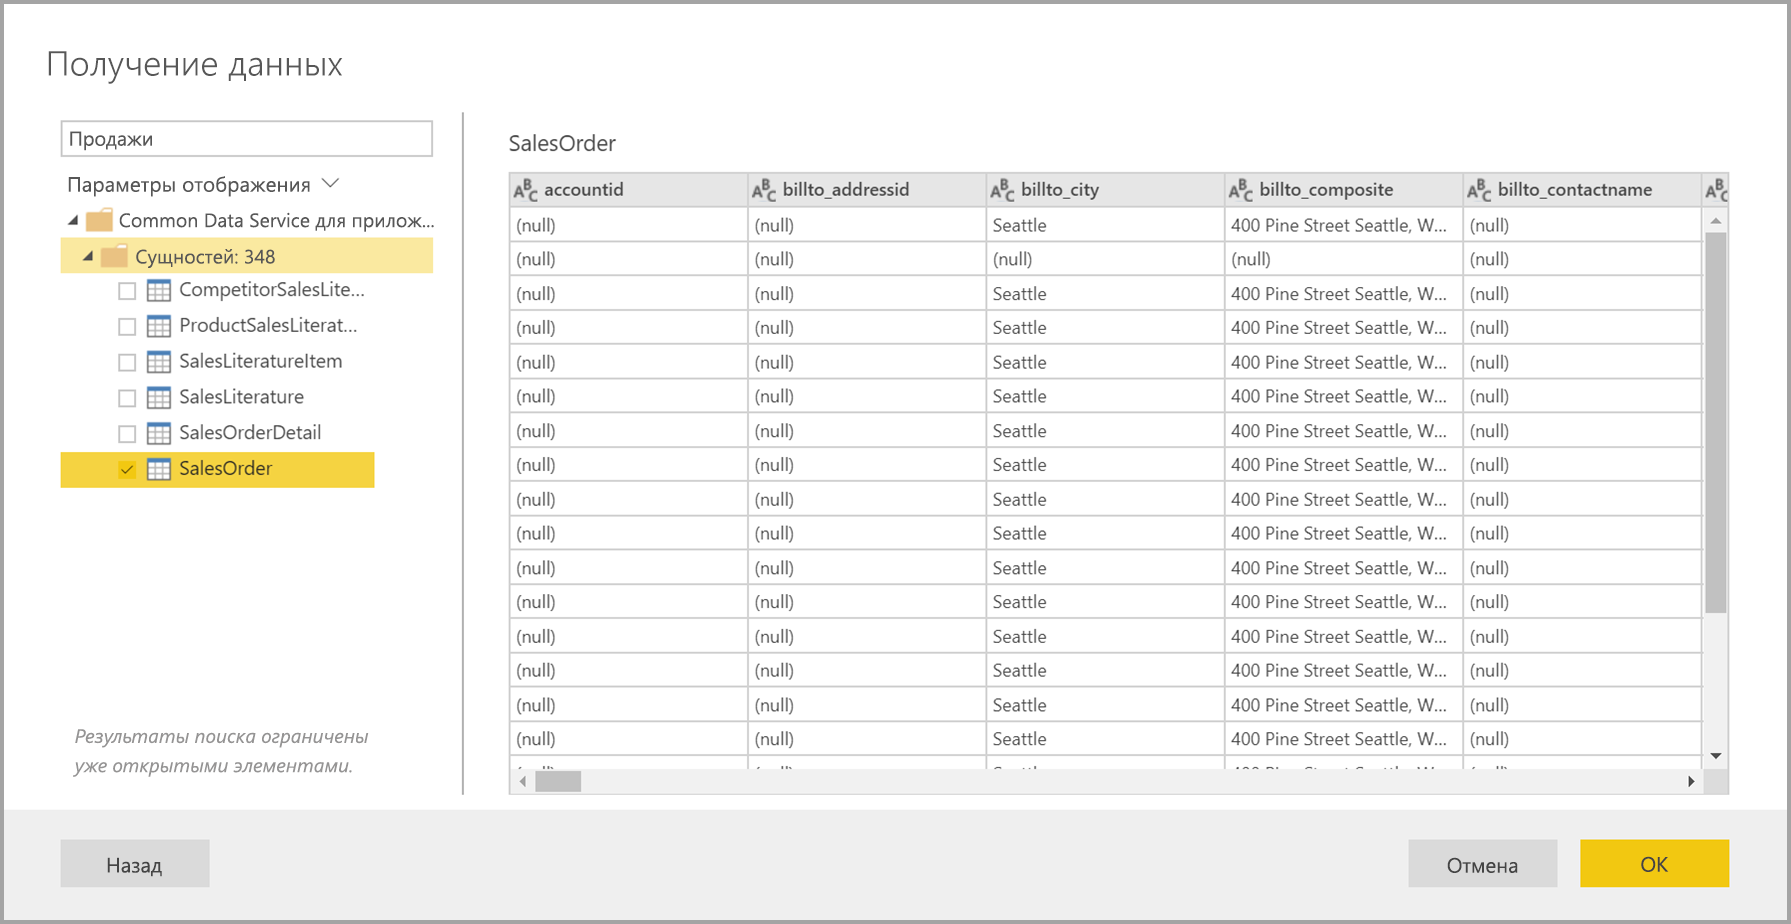 Получение данных
Продажи
Параметры отображения
Common Data Service для прилож...
Сущностей: 348
CompetitorSalesLite...
ProductSalesLiterat...
SalesLiteratureItem
SalesLiterature
SalesOrderDetail
SalesOrder
Результаты поиска ограничены
уже открытыми элементами.
SalesOrder
ABC accountid ABC billto_addressid ABC billto_city ABC billto_composite ABC billto_contactname ABC
(null) (null) Seattle 400 Pine Street Seattle, W... (null)
(null) (null) (null) (null) (null)
(null) (null) Seattle 400 Pine Street Seattle, W... (null)
(null) (null) Seattle 400 Pine Street Seattle, W... (null)
(null) (null) Seattle 400 Pine Street Seattle, W... (null)
(null) (null) Seattle 400 Pine Street Seattle, W... (null)
(null) (null) Seattle 400 Pine Street Seattle, W... (null)
(null) (null) Seattle 400 Pine Street Seattle, W... (null)
(null) (null) Seattle 400 Pine Street Seattle, W... (null)
(null) (null) Seattle 400 Pine Street Seattle, W... (null)
(null) (null) Seattle 400 Pine Street Seattle, W... (null)
(null) (null) Seattle 400 Pine Street Seattle, W... (null)
(null) (null) Seattle 400 Pine Street Seattle, W... (null)
(null) (null) Seattle 400 Pine Street Seattle, W... (null)
(null) (null) Seattle 400 Pine Street Seattle, W... (null)
(null) (null) Seattle 400 Pine Street Seattle, W... (null)
Назад
Отмена
ОК